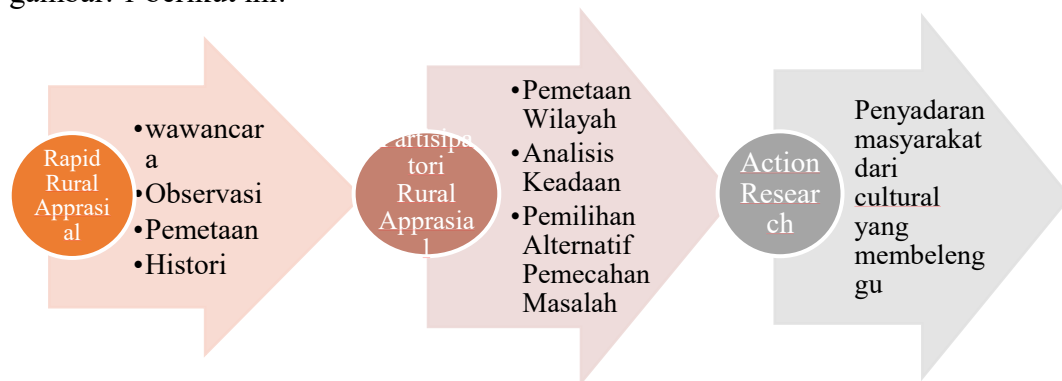 gambar. 1 berikut ini.
Rapid
Rural
Apprasi
al
•wawancar
a
•Observasi
•Pemetaan
•Histori
Partisipa
tori
Rural
Apprasia
l
•Pemetaan
Wilayah
•Analisis
Keadaan
•Pemilihan
Alternatif
Pemecahan
Masalah
Action
Resear
ch
Penyadaran
masyarakat
dari
cultural
yang
membeleng
gu